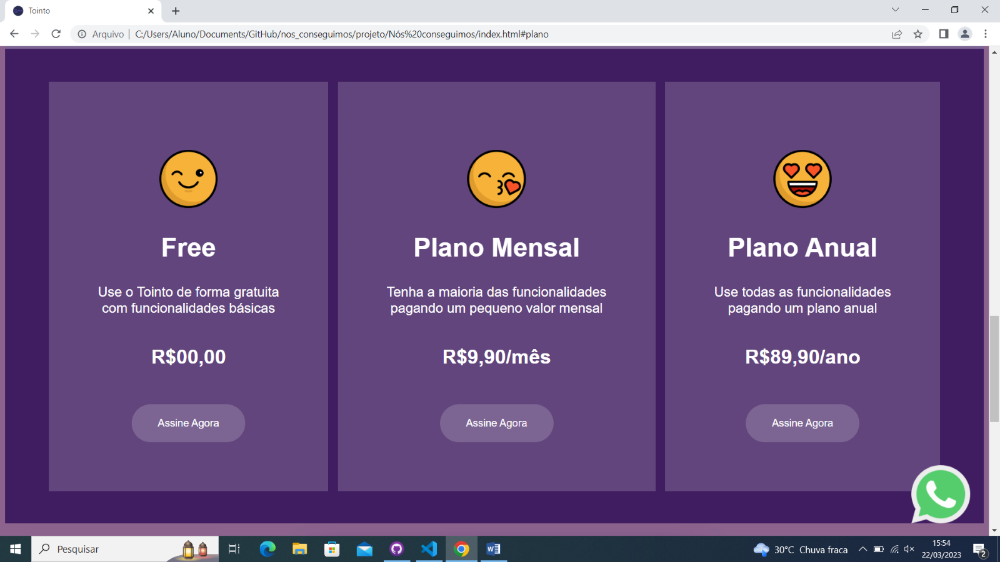 Tointo
Arquivo | C:/Users/Aluno/Documents/GitHub/nos_conseguimos/projeto/Nós%20conseguimos/index.html#plano
Free
Use o Tointo de forma gratuita
com funcionalidades básicas
R$00,00
Assine Agora
Plano Mensal
Tenha a maioria das funcionalidades
pagando um pequeno valor mensal
R$9,90/mês
Assine Agora
Plano Anual
Use todas as funcionalidades
pagando um plano anual
R$89,90/ano
Assine Agora
Pesquisar
30°C Chuva fraca
15:54
22/03/2023
2